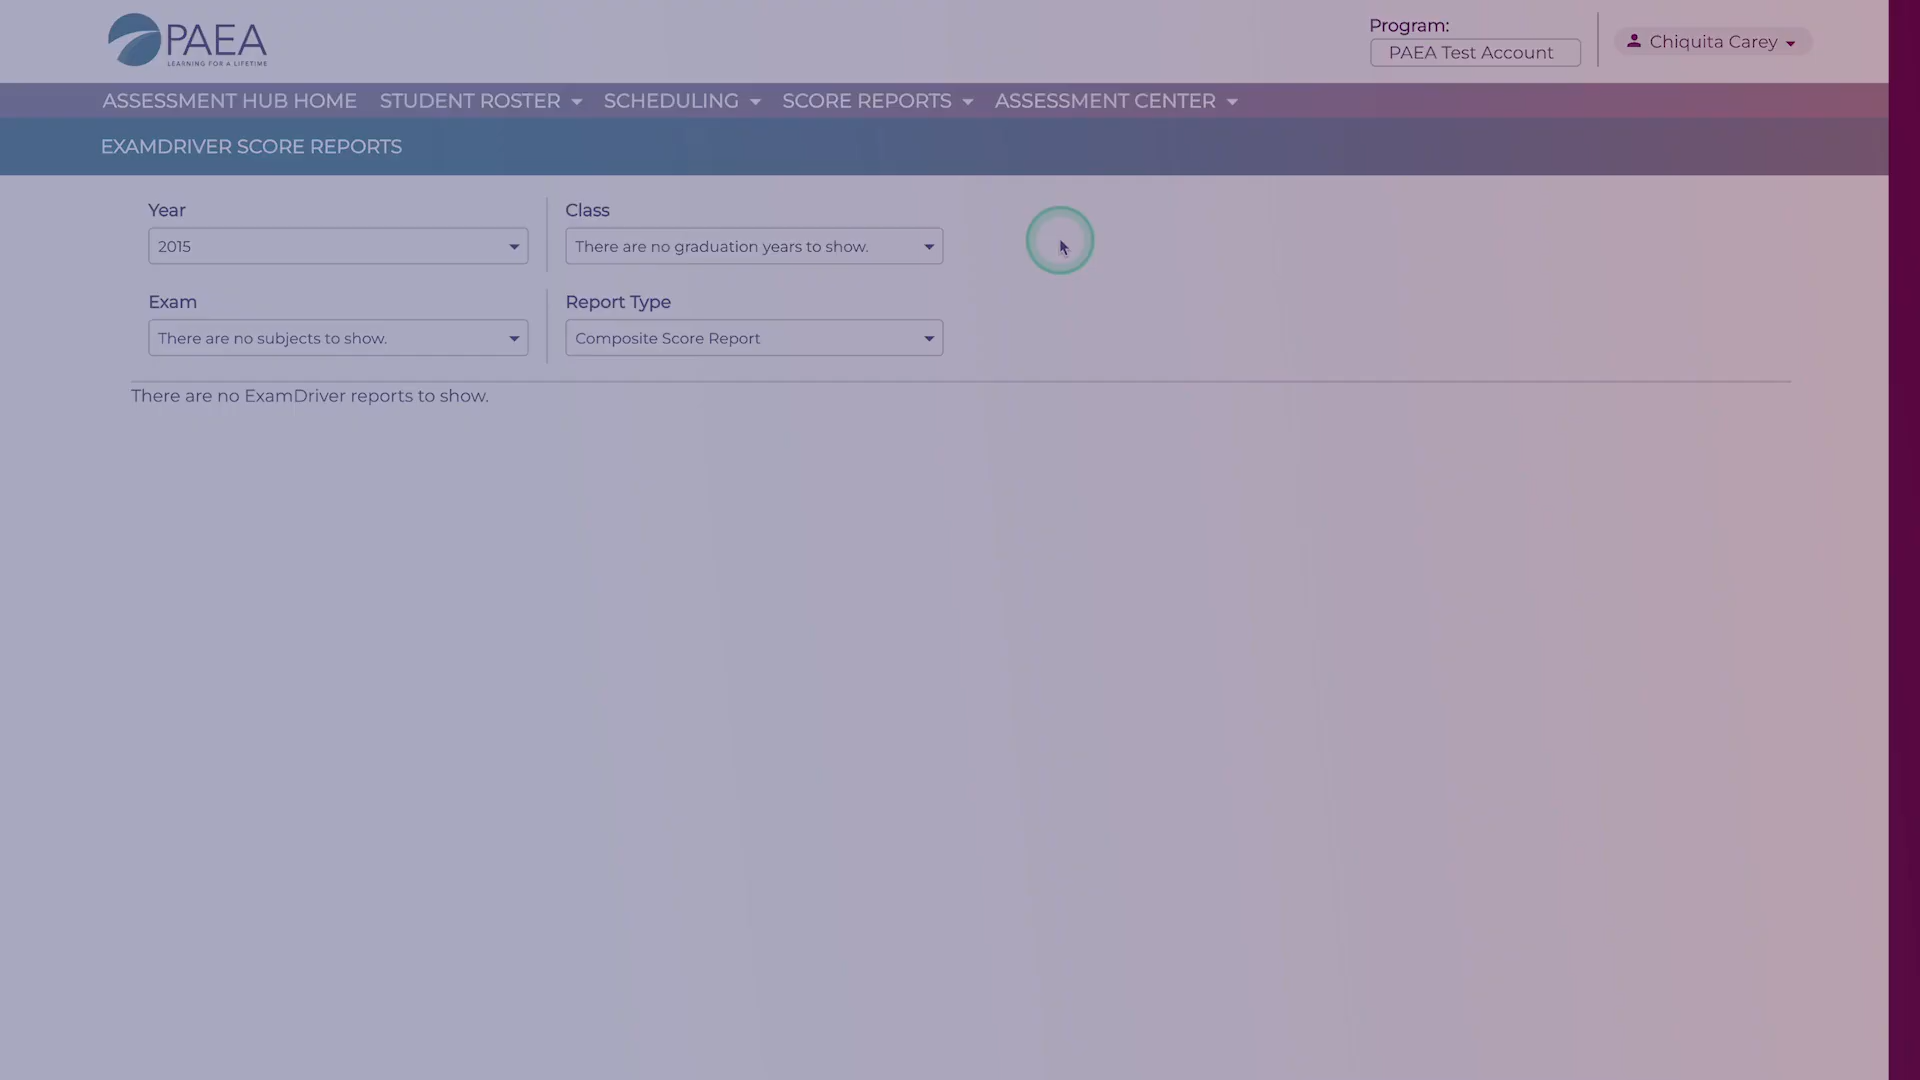 PAEA
LEARNING FOR A LIFETIME
Program:
PAEA Test Account
Chiquita Carey
ASSESSMENT HUB HOME STUDENT ROSTER SCHEDULING SCORE REPORTS ASSESSMENT CENTER
EXAMDRIVER SCORE REPORTS
Year
Class
2015
There are no graduation years to show.
Exam
Report Type
There are no subjects to show.
Composite Score Report
There are no ExamDriver reports to show.